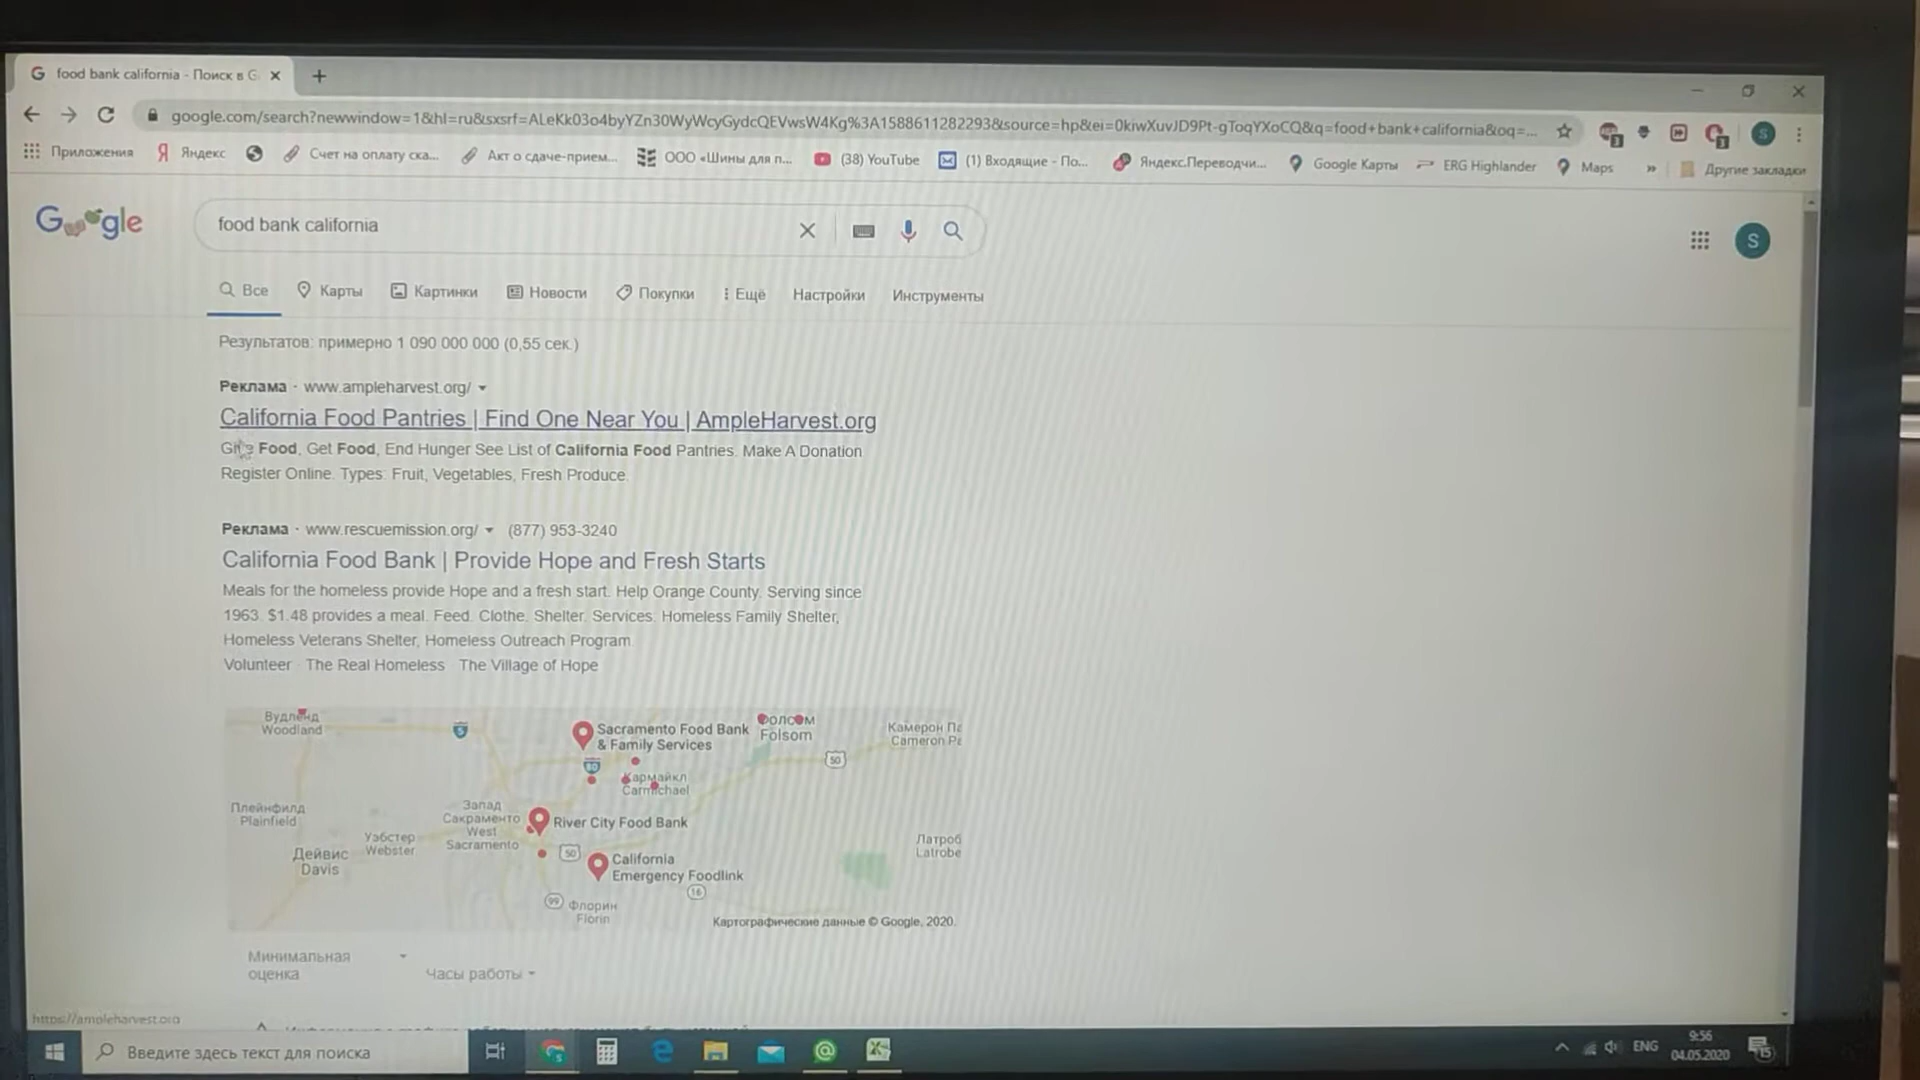 food bank california - Поиск в G
google.com/search?newwindow=1&hl=ru&sxsrf=ALeKk03o4byYZn30WyWcyGydcQEVwsW4Kg%3A1588611282293&source=hp&ei=0kiwXuvJD9Pt-gToqYXoCQ&q=food+bank+california&oq=...
Приложения Яндекс Счет на оплату ска... Акт о сдаче-прием... ООО «Шины для п... (38) YouTube (1) Входящие - По... Яндекс.Переводчи... Google Карты ERG Highlander Maps » Другие закладки
Google
food bank california
S
Все Карты Картинки Новости Покупки Ещё Настройки Инструменты
Результатов: примерно 1 090 000 000 (0,55 сек.)
Реклама · www.ampleharvest.org/
California Food Pantries | Find One Near You | AmpleHarvest.org
Give Food, Get Food, End Hunger See List of California Food Pantries. Make A Donation
Register Online. Types: Fruit, Vegetables, Fresh Produce.
Реклама · www.rescuemission.org/ (877) 953-3240
California Food Bank | Provide Hope and Fresh Starts
Meals for the homeless provide Hope and a fresh start. Help Orange County. Serving since
1963. $1.48 provides a meal. Feed. Clothe. Shelter. Services: Homeless Family Shelter,
Homeless Veterans Shelter, Homeless Outreach Program.
Volunteer · The Real Homeless · The Village of Hope
Вудленд
Woodland
5
Sacramento Food Bank
& Family Services
Фолсом
Folsom
Камерон Па
Cameron Pa
50
80
Кармайкл
Carmichael
Плейнфилд
Plainfield
Запад
Сакраменто
West
Sacramento
River City Food Bank
Уэбстер
Webster
Дейвис
Davis
50
California
Emergency Foodlink
Латроб
Latrobe
16
99
Флорин
Florin
Картографические данные © Google, 2020.
Минимальная
оценка
Часы работы
https://ampleharvest.org
Введите здесь текст для поиска
ENG
9:56
04.05.2020
15